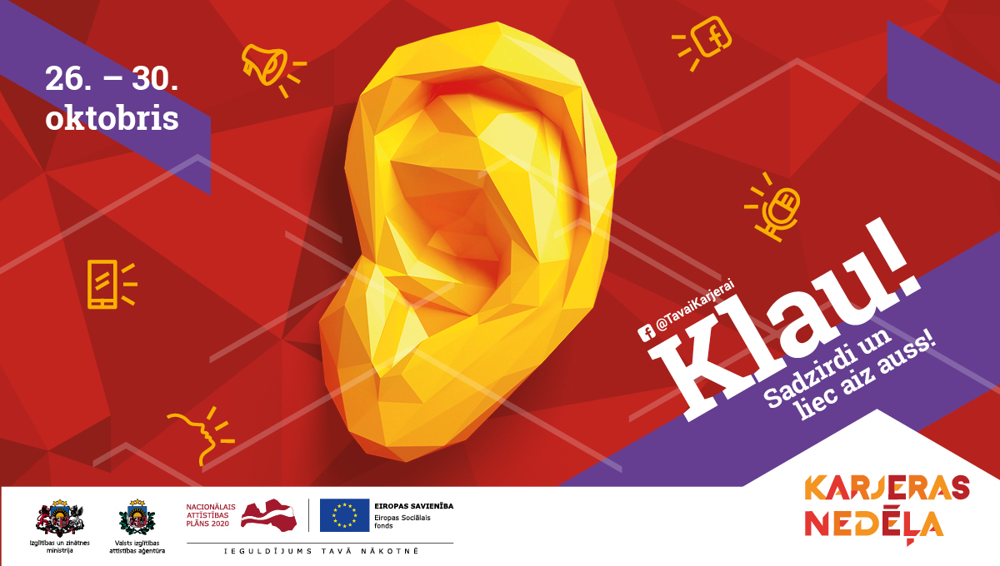 26. – 30.
oktobris
@TavaiKarjerai
Klau!
Sadzirdi un
liec aiz auss!
KARJERAS
NEDĒĻA
Izglītības un zinātnes
ministrija
Valsts izglītības
attīstības aģentūra
NACIONĀLAIS
ATTĪSTĪBAS
PLĀNS 2020
EIROPAS SAVIENĪBA
Eiropas Sociālais
fonds
IEGULDĪJUMS TAVĀ NĀKOTNĒ